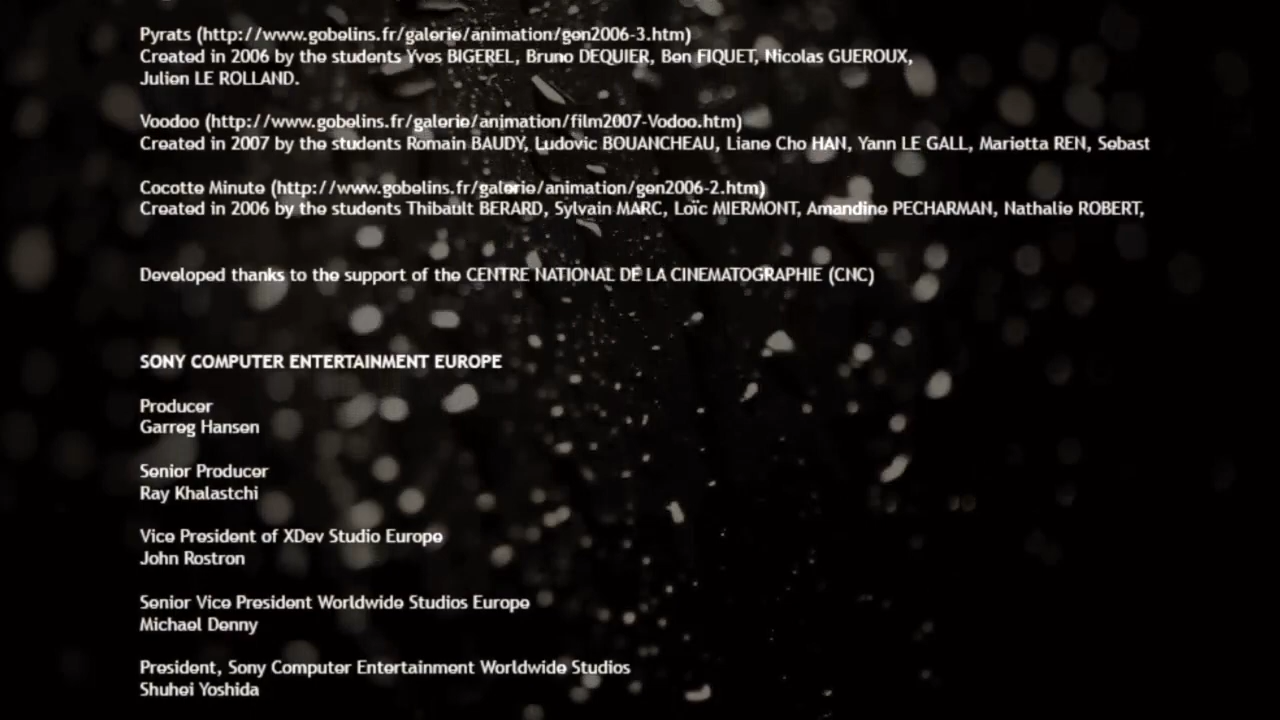 Pyrats (http://www.gobelins.fr/galerie/animation/gen2006-3.htm)
Created in 2006 by the students Yves BIGEREL, Bruno DEQUIER, Ben FIQUET, Nicolas GUEROUX,
Julien LE ROLLAND.
Voodoo (http://www.gobelins.fr/galerie/animation/film2007-Vodoo.htm)
Created in 2007 by the students Romain BAUDY, Ludovic BOUANCHEAU, Liane Cho HAN, Yann LE GALL, Marietta REN, Sebast
Cocotte Minute (http://www.gobelins.fr/galerie/animation/gen2006-2.htm)
Created in 2006 by the students Thibault BERARD, Sylvain MARC, Loïc MIERMONT, Amandine PECHARMAN, Nathalie ROBERT,
Developed thanks to the support of the CENTRE NATIONAL DE LA CINEMATOGRAPHIE (CNC)
SONY COMPUTER ENTERTAINMENT EUROPE
Producer
Garreg Hansen
Senior Producer
Ray Khalastchi
Vice President of XDev Studio Europe
John Rostron
Senior Vice President Worldwide Studios Europe
Michael Denny
President, Sony Computer Entertainment Worldwide Studios
Shuhei Yoshida